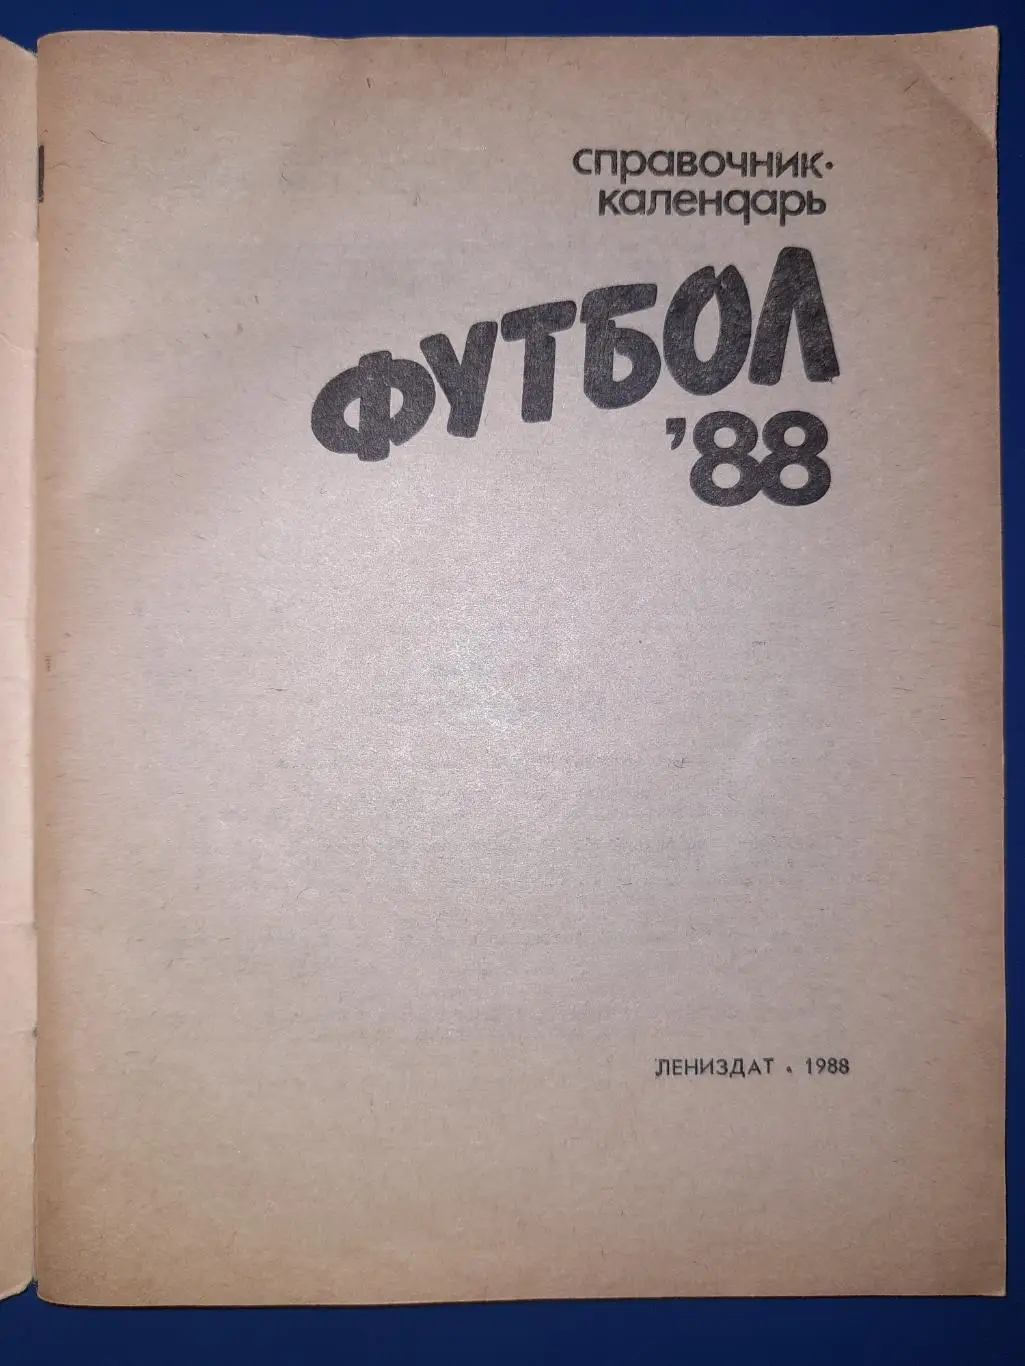 справочник-
календарь
ФУТБОЛ
'88
ЛЕНИЗДАТ • 1988